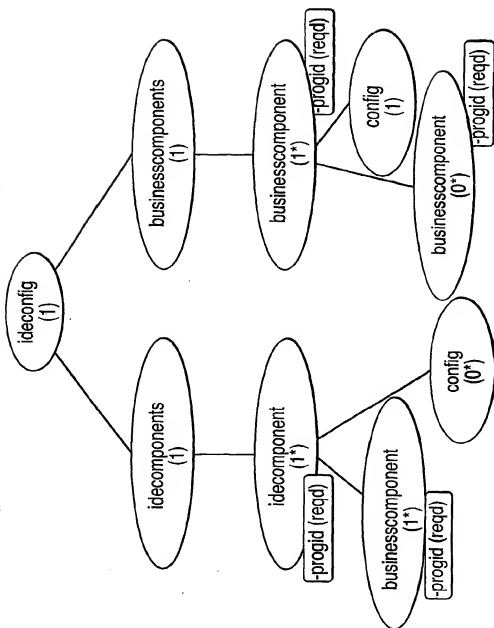 ideconfig
(1)
idecomponents
(1)
businesscomponents
(1)
idecomponent
(1*)
-progid (reqd)
businesscomponent
(1*)
-progid (reqd)
businesscomponent
(1*)
-progid (reqd)
config
(0*)
config
(1)
businesscomponent
(0*)
-progid (reqd)